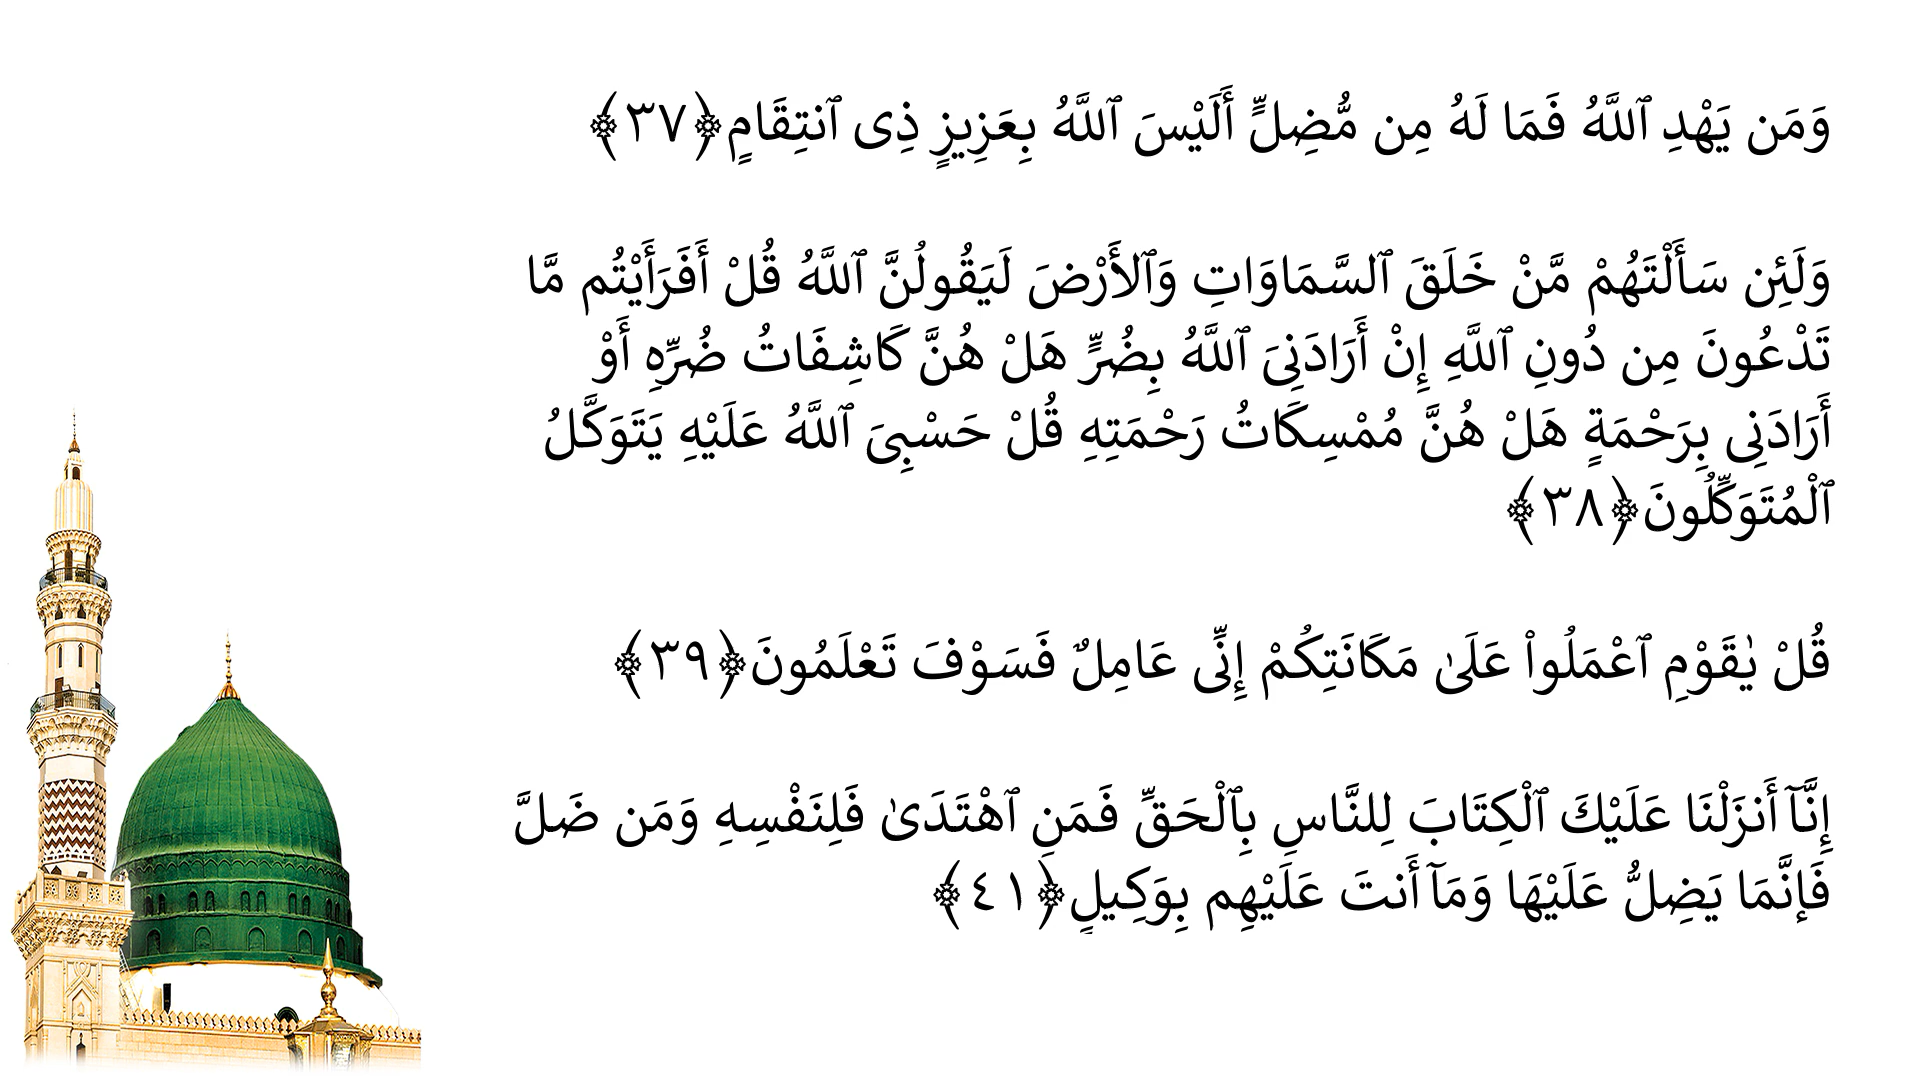 وَمَن يَهْدِ ٱللَّهُ فَمَا لَهُ مِن مُّضِلٍّ أَلَيْسَ ٱللَّهُ بِعَزِيزٍ ذِى ٱنتِقَامٍ﴿٣٧﴾
وَلَئِن سَأَلْتَهُمْ مَّنْ خَلَقَ ٱلسَّمَاوَاتِ وَٱلأَرْضَ لَيَقُولُنَّ ٱللَّهُ قُلْ أَفَرَأَيْتُم مَّا
تَدْعُونَ مِن دُونِ ٱللَّهِ إِنْ أَرَادَنِىَ ٱللَّهُ بِضُرٍّ هَلْ هُنَّ كَاشِفَاتُ ضُرِّهِ أَوْ
أَرَادَنِى بِرَحْمَةٍ هَلْ هُنَّ مُمْسِكَاتُ رَحْمَتِهِ قُلْ حَسْبِىَ ٱللَّهُ عَلَيْهِ يَتَوَكَّلُ
ٱلْمُتَوَكِّلُونَ﴿٣٨﴾
قُلْ يٰقَوْمِ ٱعْمَلُواْ عَلَىٰ مَكَانَتِكُمْ إِنِّى عَامِلٌ فَسَوْفَ تَعْلَمُونَ﴿٣٩﴾
إِنَّآ أَنزَلْنَا عَلَيْكَ ٱلْكِتَابَ لِلنَّاسِ بِٱلْحَقِّ فَمَنِ ٱهْتَدَىٰ فَلِنَفْسِهِ وَمَن ضَلَّ
فَإنَّمَا يَضِلُّ عَلَيْهَا وَمَآ أَنتَ عَلَيْهِم بِوَكِيلٍ﴿٤١﴾